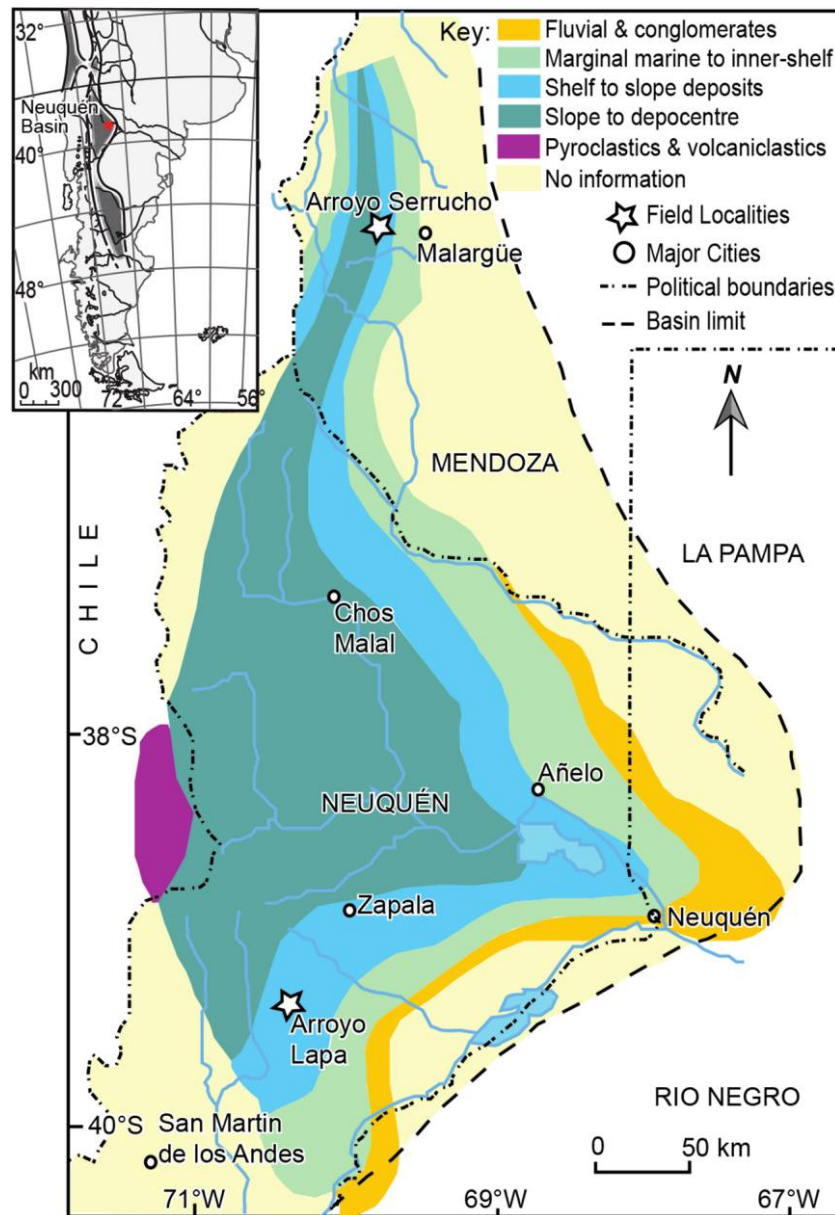 32°
Neuquén
Basin
40°
48°
km
0 300 72° 64° 56°
Key:
Fluvial & conglomerates
Marginal marine to inner-shelf
Shelf to slope deposits
Slope to depocentre
Pyroclastics & volcaniclastics
No information
Field Localities
Major Cities
Political boundaries
Basin limit
N
Arroyo Serrucho
Malargüe
MENDOZA
LA PAMPA
CHILE
Chos
Malal
38°S
Añelo
NEUQUÉN
Zapala
Neuquén
Arroyo
Lapa
RIO NEGRO
40°S
San Martin
de los Andes
0 50 km
71°W 69°W 67°W